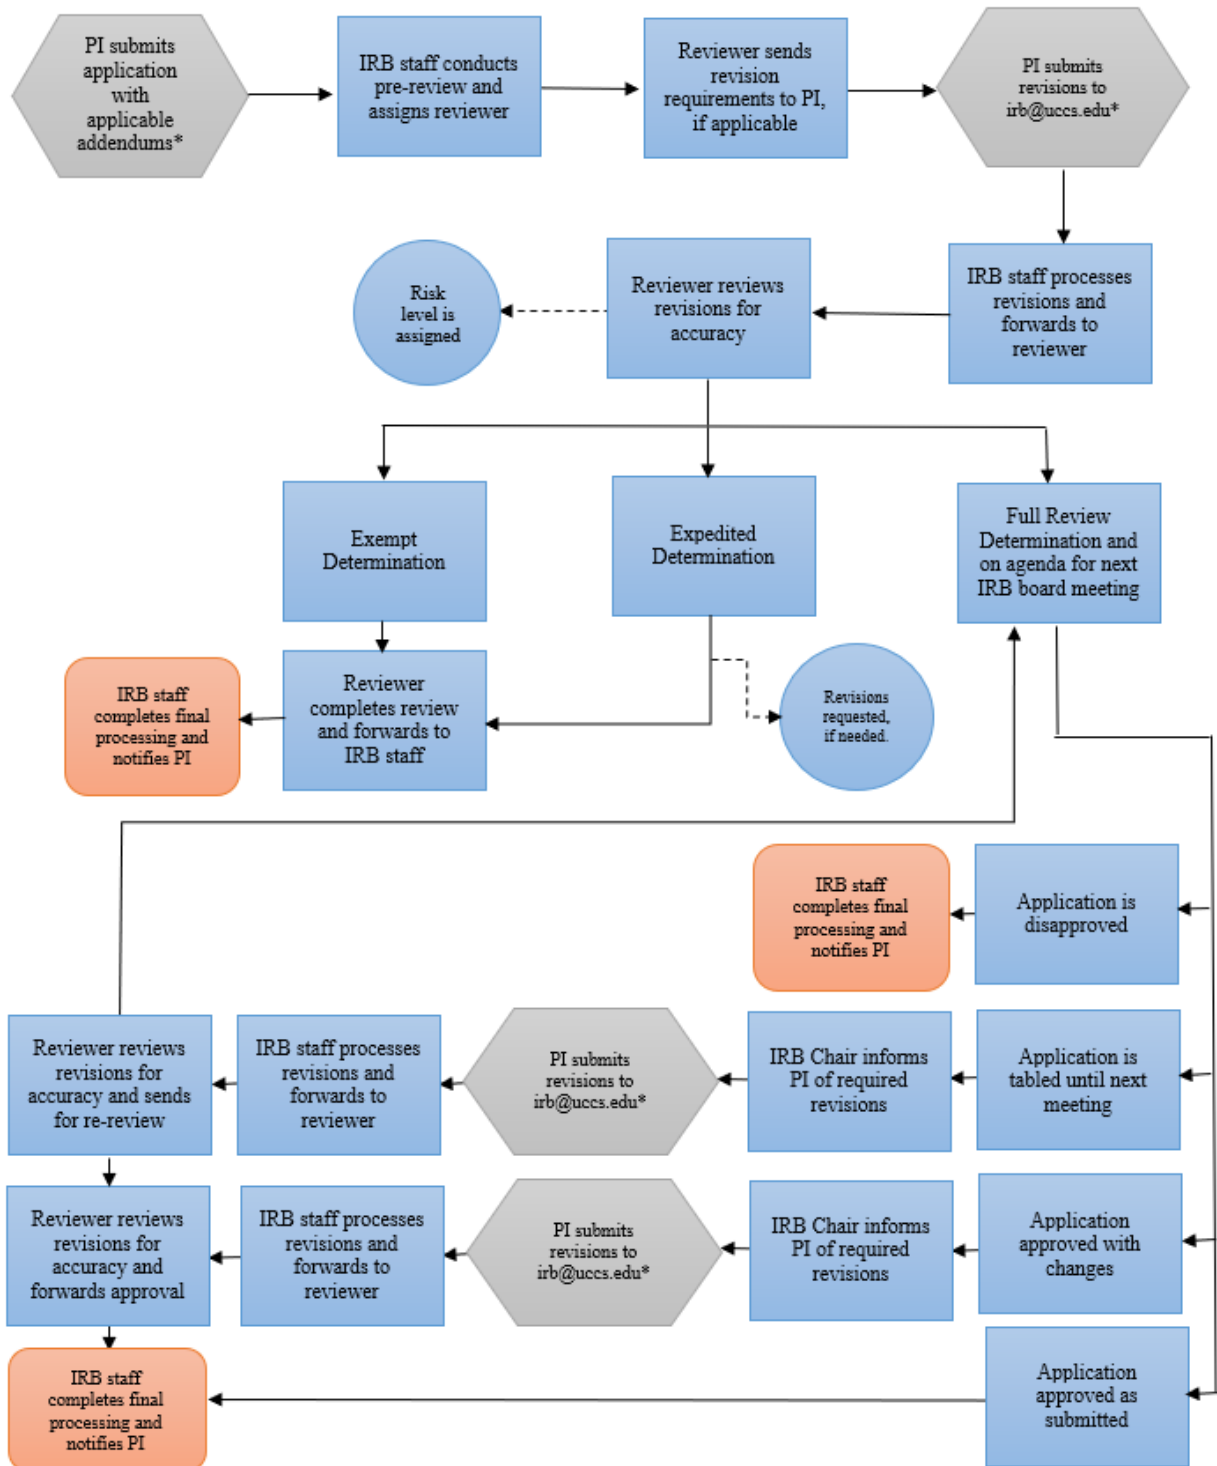 PI submits
application
with
applicable
addendums*
IRB staff conducts
pre-review and
assigns reviewer
Reviewer sends
revision
requirements to PI,
if applicable
PI submits
revisions to
irb@uccs.edu*
Risk
level is
assigned
Reviewer reviews
revisions for
accuracy
IRB staff processes
revisions and
forwards to
reviewer
Exempt
Determination
Expedited
Determination
Full Review
Determination and
on agenda for next
IRB board meeting
IRB staff
completes final
processing and
notifies PI
Reviewer
completes review
and forwards to
IRB staff
Revisions
requested,
if needed.
IRB staff
completes final
processing and
notifies PI
Application is
disapproved
Reviewer reviews
revisions for
accuracy and sends
for re-review
IRB staff processes
revisions and
forwards to
reviewer
PI submits
revisions to
irb@uccs.edu*
IRB Chair informs
PI of required
revisions
Application is
tabled until next
meeting
Reviewer reviews
revisions for
accuracy and
forwards approval
IRB staff processes
revisions and
forwards to
reviewer
PI submits
revisions to
irb@uccs.edu*
IRB Chair informs
PI of required
revisions
Application
approved with
changes
IRB staff
completes final
processing and
notifies PI
Application
approved as
submitted